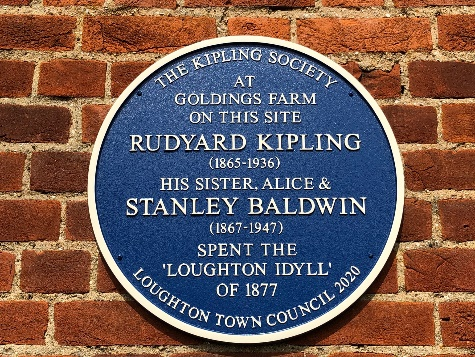 THE KIPLING SOCIETY
AT
GOLDINGS FARM
ON THIS SITE
RUDYARD KIPLING
(1865-1936)
HIS SISTER, ALICE &
STANLEY BALDWIN
(1867-1947)
SPENT THE
'LOUGHTON IDYLL'
OF 1877
LOUGHTON TOWN COUNCIL 2020